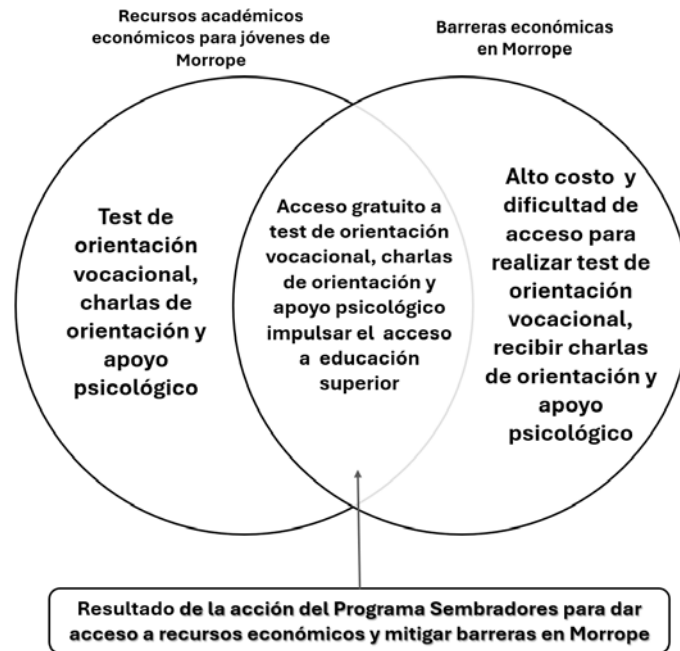 Recursos académicos
económicos para jóvenes de
Morrope
Barreras económicas
en Morrope
Test de
orientación
vocacional,
charlas de
orientación y
apoyo
psicológico
Acceso gratuito a
test de orientación
vocacional, charlas
de orientación y
apoyo psicológico
impulsar el acceso
a educación
superior
Alto costo y
dificultad de
acceso para
realizar test de
orientación
vocacional,
recibir charlas
de orientación y
apoyo
psicológico
Resultado de la acción del Programa Sembradores para dar
acceso a recursos económicos y mitigar barreras en Morrope